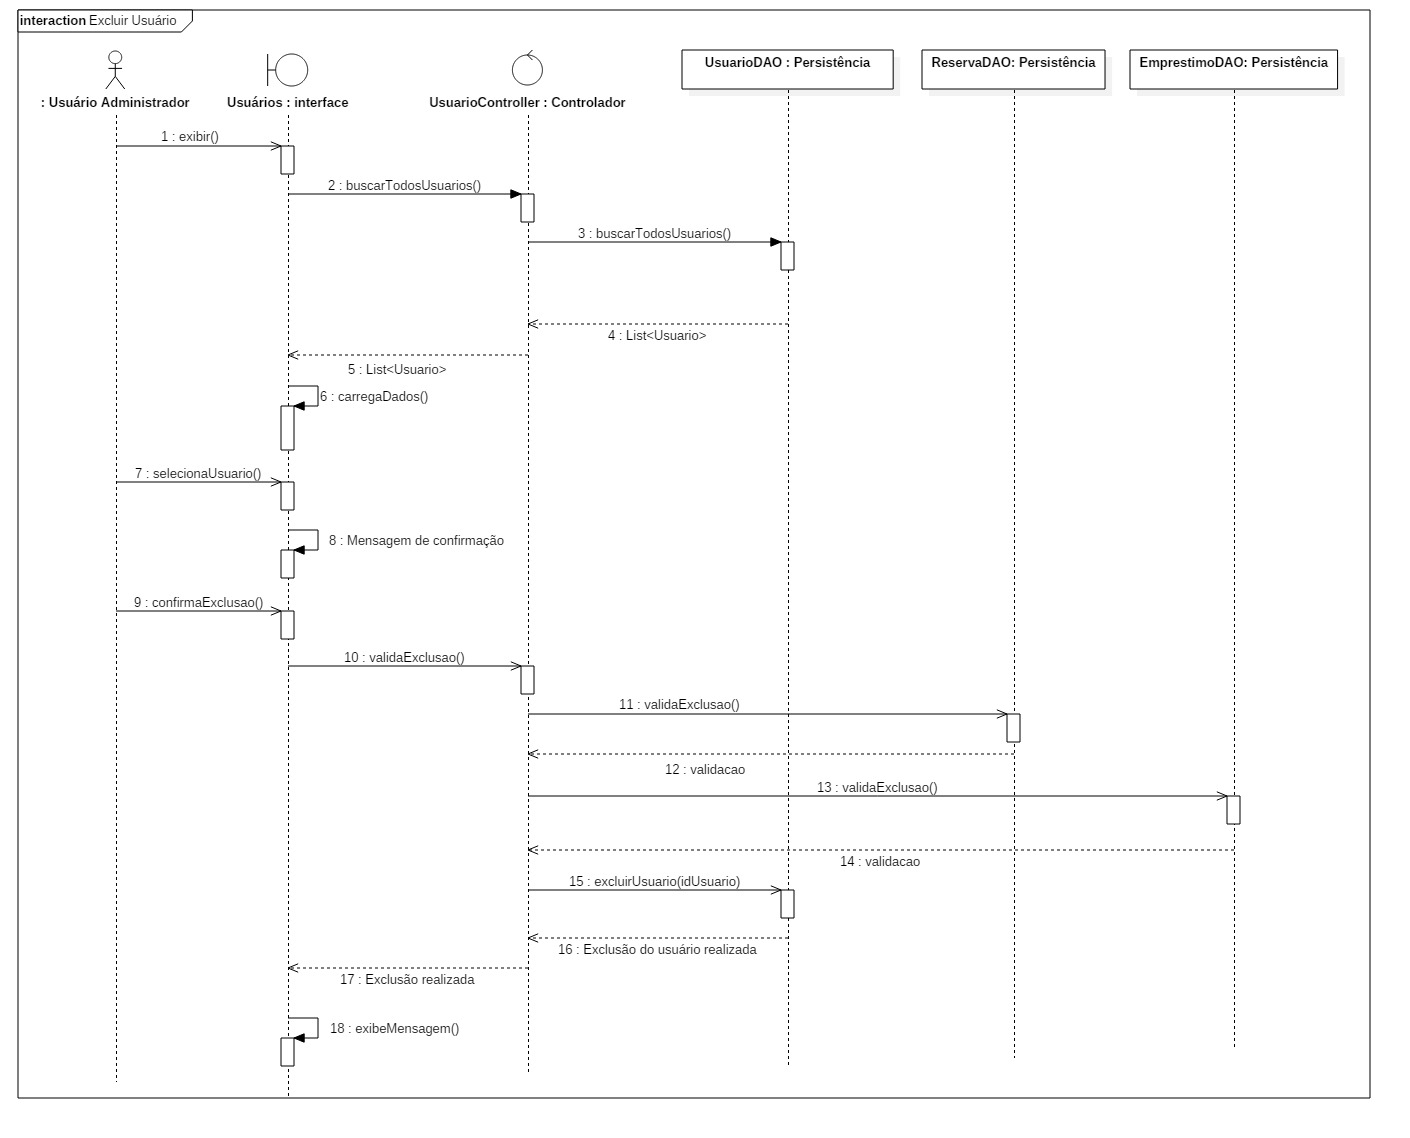 interaction Excluir Usuário
: Usuário Administrador
Usuários : interface
UsuarioController : Controlador
UsuarioDAO : Persistência
ReservaDAO: Persistência
EmprestimoDAO: Persistência
1 : exibir()
2 : buscarTodosUsuarios()
3 : buscarTodosUsuarios()
4 : List<Usuario>
5 : List<Usuario>
6 : carregaDados()
7 : selecionaUsuario()
8 : Mensagem de confirmação
9 : confirmaExclusao()
10 : validaExclusao()
11 : validaExclusao()
12 : validacao
13 : validaExclusao()
14 : validacao
15 : excluirUsuario(idUsuario)
16 : Exclusão do usuário realizada
17 : Exclusão realizada
18 : exibeMensagem()